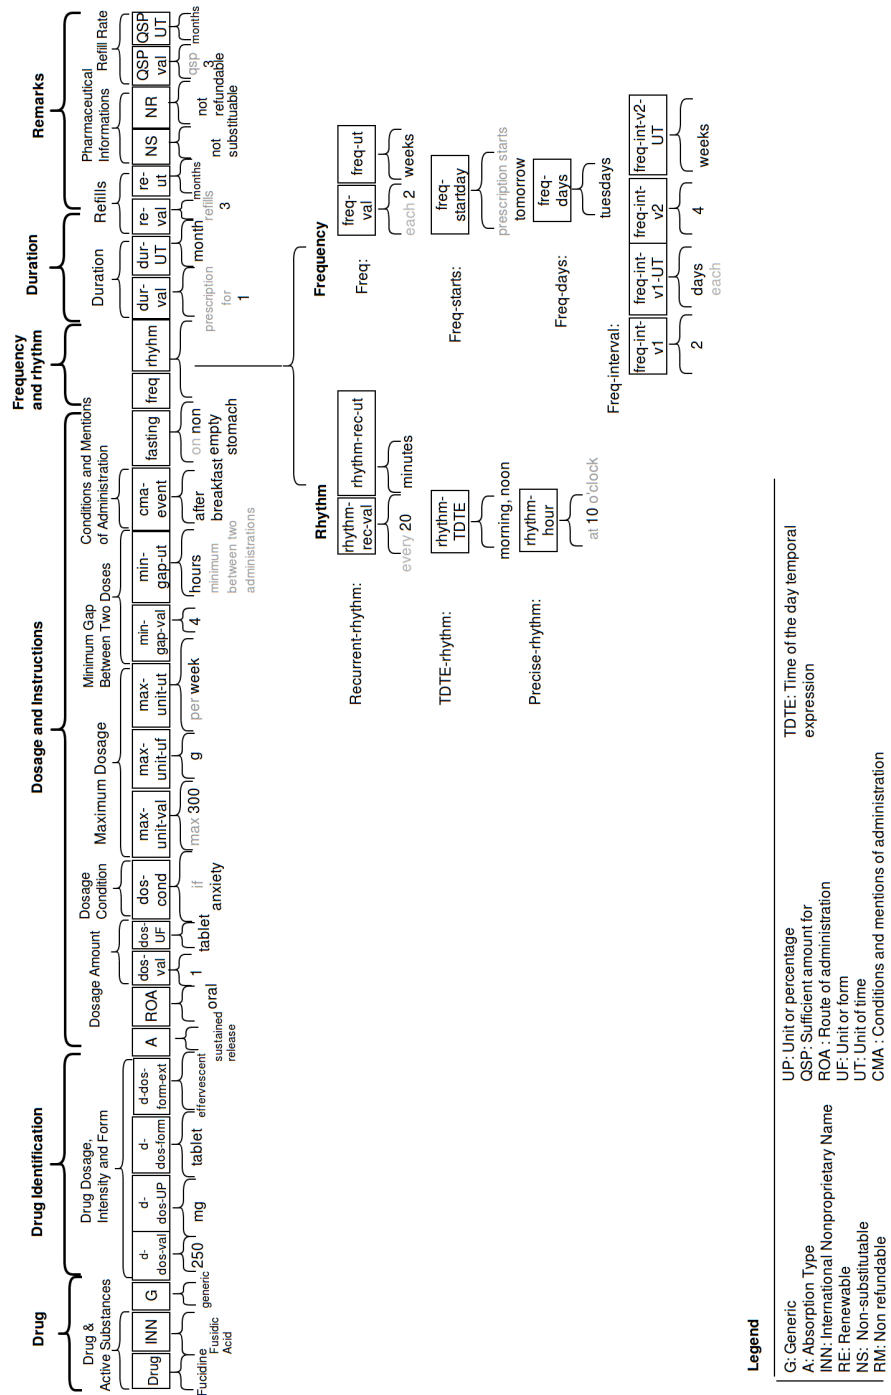 Drug
Drug Identification
Dosage and Instructions
Frequency
and rhythm
Duration
Remarks
Drug &
Active Substances
Drug Dosage,
Intensity and Form
Dosage Amount
Dosage
Condition
Maximum Dosage
Minimum Gap
Between Two Doses
Conditions and Mentions
of Administration
Duration
Refills
Pharmaceutical
Informations
Refill Rate
Drug
INN
G
d-
dos-val
d-
dos-UP
d-
dos-form
d-dos-
form-ext
A
ROA
dos-
val
dos-
UF
dos-
cond
max-
unit-val
max-
unit-uf
max-
unit-ut
min-
gap-val
min-
gap-ut
cma-
event
fasting
freq
rhyhm
dur-
val
dur-
UT
re-
val
re-
ut
NS
NR
QSP
val
QSP
UT
Fucidine
Fusidic
Acid
generic
250
mg
tablet
effervescent
sustained
release
oral
1
tablet
if
anxiety
max 300
g
per week
4
hours
minimum
between two
administrations
after
breakfast
on non
empty
stomach
prescription
for
1
month
refills
3
months
not
substituable
not
refundable
qsp
3
months
Rhythm
Recurrent-rhythm:
rhythm-
rec-val
rhythm-rec-ut
every 20
minutes
TDTE-rhythm:
rhythm-
TDTE
morning, noon
Precise-rhythm:
rhythm-
hour
at 10 o'clock
Frequency
Freq:
freq-
val
freq-ut
each 2
weeks
Freq-starts:
freq-
startday
prescription starts
tomorrow
Freq-days:
freq-
days
tuesdays
Freq-interval:
freq-int-
v1
freq-int-
v1-UT
freq-int-
v2
freq-int-v2-
UT
2
days
each
4
weeks
Legend
G: Generic
A: Absorption Type
INN: International Nonproprietary Name
RE: Renewable
NS: Non-substitutable
RM: Non refundable
UP: Unit or percentage
QSP: Sufficient amount for
ROA : Route of administration
UF: Unit or form
UT: Unit of time
CMA : Conditions and mentions of administration
TDTE: Time of the day temporal
expression